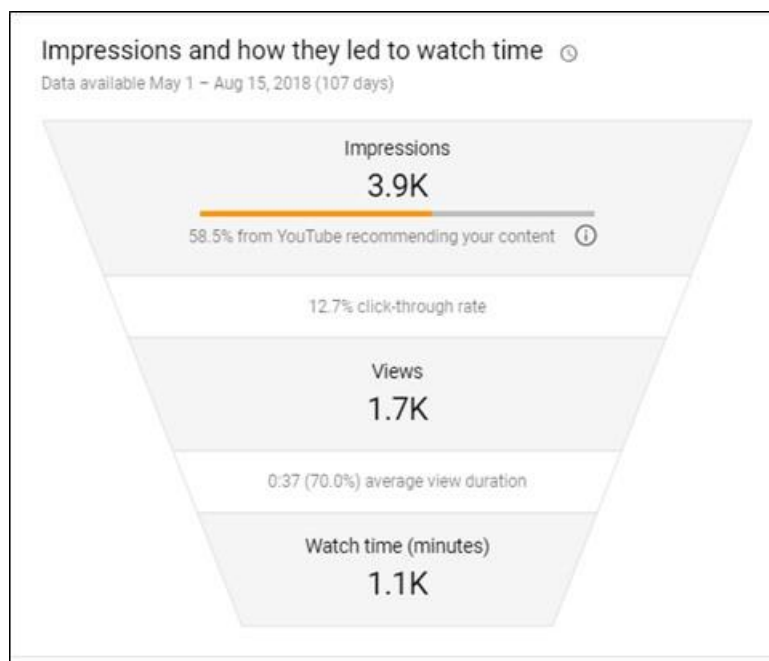 Impressions and how they led to watch time
Data available May 1 – Aug 15, 2018 (107 days)
Impressions
3.9K
58.5% from YouTube recommending your content
12.7% click-through rate
Views
1.7K
0:37 (70.0%) average view duration
Watch time (minutes)
1.1K